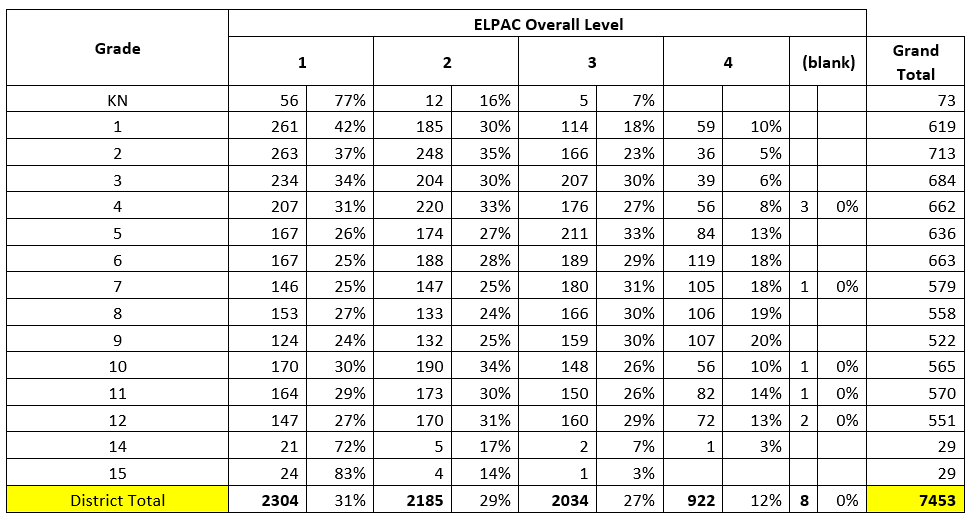 ELPAC Overall Level
Grade 1 2 3 4 (blank) Grand Total
KN 56 77% 12 16% 5 7% 73
1 261 42% 185 30% 114 18% 59 10% 619
2 263 37% 248 35% 166 23% 36 5% 713
3 234 34% 204 30% 207 30% 39 6% 684
4 207 31% 220 33% 176 27% 56 8% 3 0% 662
5 167 26% 174 27% 211 33% 84 13% 636
6 167 25% 188 28% 189 29% 119 18% 663
7 146 25% 147 25% 180 31% 105 18% 1 0% 579
8 153 27% 133 24% 166 30% 106 19% 558
9 124 24% 132 25% 159 30% 107 20% 522
10 170 30% 190 34% 148 26% 56 10% 1 0% 565
11 164 29% 173 30% 150 26% 82 14% 1 0% 570
12 147 27% 170 31% 160 29% 72 13% 2 0% 551
14 21 72% 5 17% 2 7% 1 3% 29
15 24 83% 4 14% 1 3% 29
District Total 2304 31% 2185 29% 2034 27% 922 12% 8 0% 7453